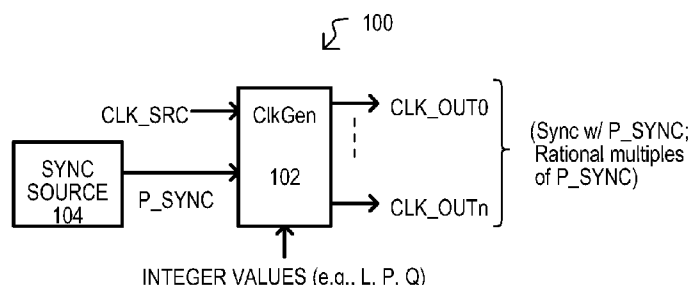 100
CLK_SRC
ClkGen
102
CLK_OUT0
CLK_OUTn
(Sync w/ P_SYNC;
Rational multiples
of P_SYNC)
SYNC
SOURCE
104
P_SYNC
INTEGER VALUES (e.g., L, P, Q)